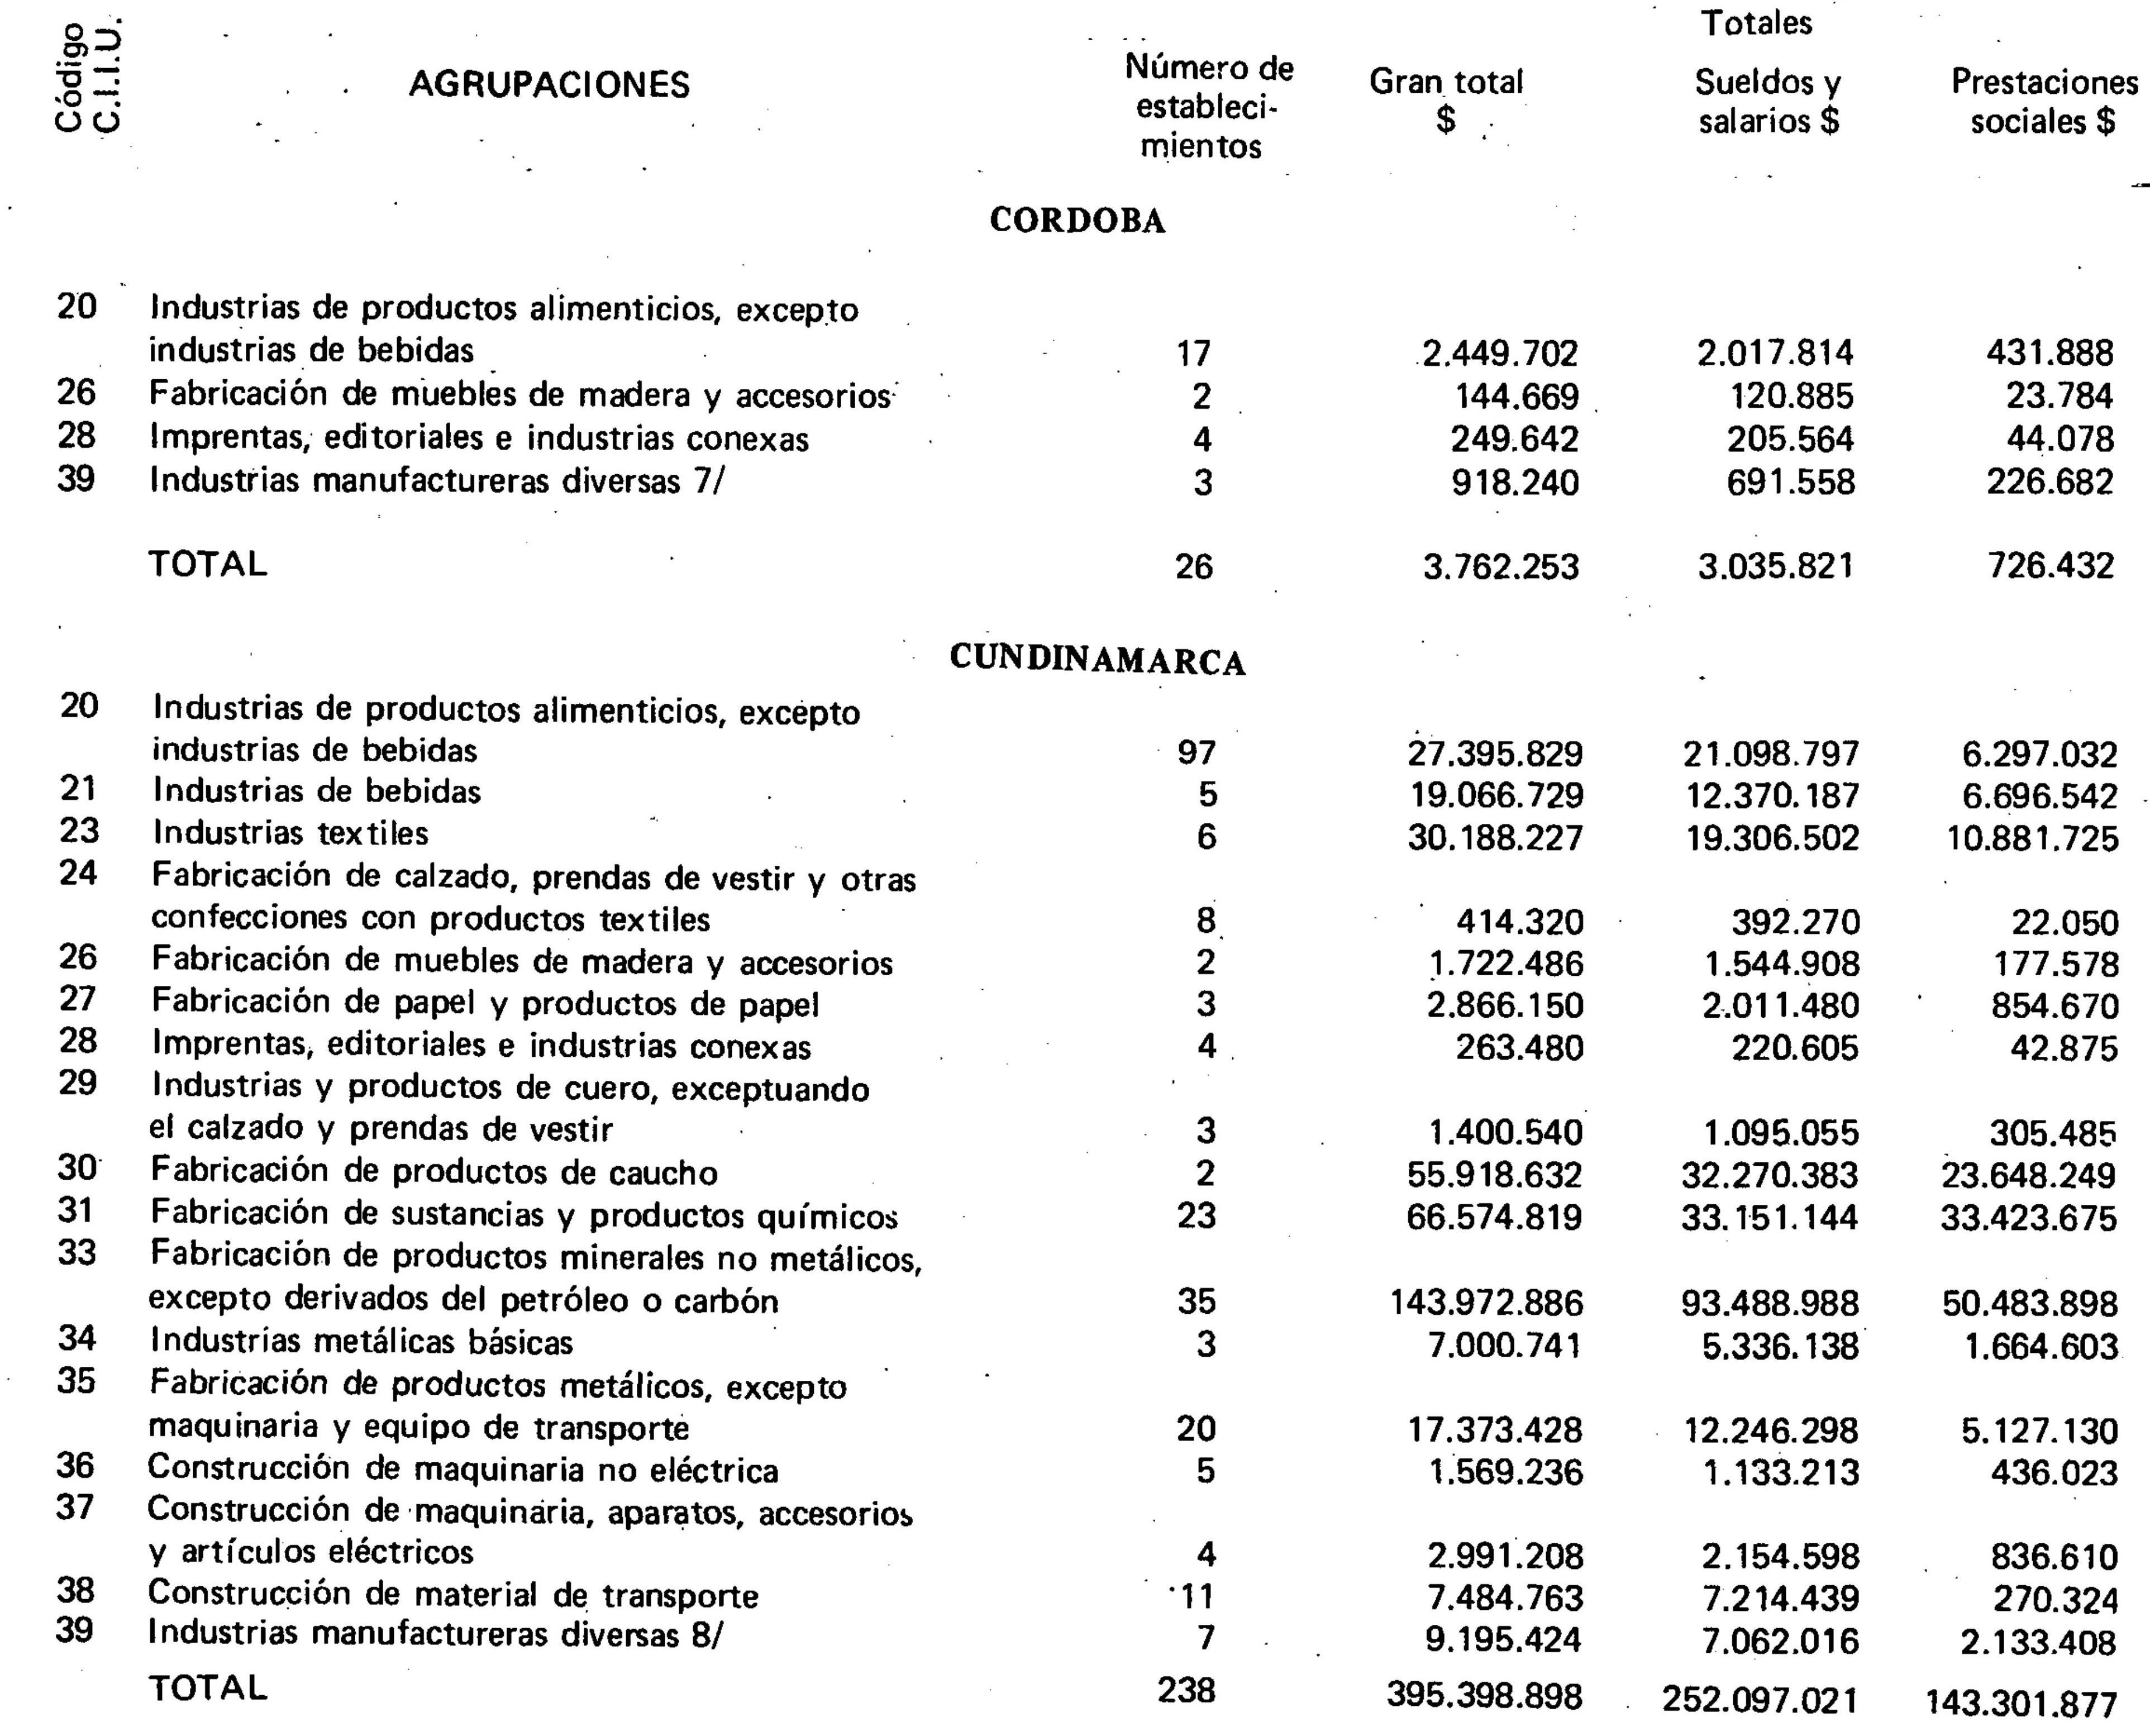 Código C.I.I.U. AGRUPACIONES Número de estableci- mientos Gran total $ Totales Sueldos y salarios $ Prestaciones sociales $
CORDOBA
20 Industrias de productos alimenticios, excepto
industrias de bebidas 17 2.449.702 2.017.814 431.888
26 Fabricación de muebles de madera y accesorios 2 144.669 120.885 23.784
28 Imprentas, editoriales e industrias conexas 4 249.642 205.564 44.078
39 Industrias manufactureras diversas 7/ 3 918.240 691.558 226.682
TOTAL 26 3.762.253 3.035.821 726.432
CUNDINAMARCA
20 Industrias de productos alimenticios, excepto
industrias de bebidas 97 27.395.829 21.098.797 6.297.032
21 Industrias de bebidas 5 19.066.729 12.370.187 6.696.542
23 Industrias textiles 6 30.188.227 19.306.502 10.881.725
24 Fabricación de calzado, prendas de vestir y otras
confecciones con productos textiles 8 414.320 392.270 22.050
26 Fabricación de muebles de madera y accesorios 2 1.722.486 1.544.908 177.578
27 Fabricación de papel y productos de papel 3 2.866.150 2.011.480 854.670
28 Imprentas, editoriales e industrias conexas 4 263.480 220.605 42.875
29 Industrias y productos de cuero, exceptuando
el calzado y prendas de vestir 3 1.400.540 1.095.055 305.485
30 Fabricación de productos de caucho 2 55.918.632 32.270.383 23.648.249
31 Fabricación de sustancias y productos químicos 23 66.574.819 33.151.144 33.423.675
33 Fabricación de productos minerales no metálicos,
excepto derivados del petróleo o carbón 35 143.972.886 93.488.988 50.483.898
34 Industrias metálicas básicas 3 7.000.741 5.336.138 1.664.603
35 Fabricación de productos metálicos, excepto
maquinaria y equipo de transporte 20 17.373.428 12.246.298 5.127.130
36 Construcción de maquinaria no eléctrica 5 1.569.236 1.133.213 436.023
37 Construcción de maquinaria, aparatos, accesorios
y artículos eléctricos 4 2.991.208 2.154.598 836.610
38 Construcción de material de transporte 11 7.484.763 7.214.439 270.324
39 Industrias manufactureras diversas 8/ 7 9.195.424 7.062.016 2.133.408
TOTAL 238 395.398.898 252.097.021 143.301.877